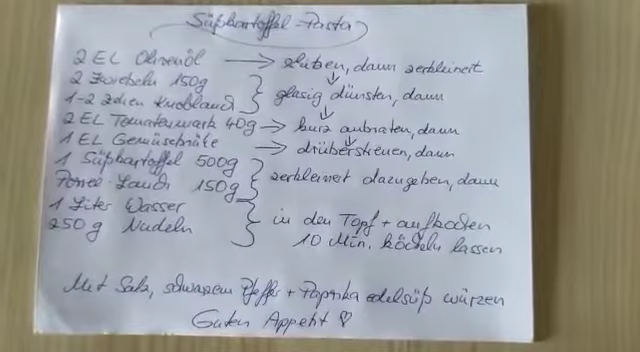 Süßkartoffel-Pasta
2 EL Olivenöl → erhitzen, dann zerkleinert
2 Zwiebeln 150g
glasig dünsten, dann
1-2 Zehen Knoblauch
2 EL Tomatenmark 40g → kurz anbraten, dann
1 EL Gemüsebrühe → drüberstreuen, dann
1 Süßkartoffel 500g
zerkleinert dazugeben, dann
Porree-Lauch 150g
1 Liter Wasser
in den Topf + aufkochen
250 g Nudeln
10 Min. köcheln lassen
Mit Salz, schwarzem Pfeffer + Paprika edelsüß würzen
Guten Appetit ♡